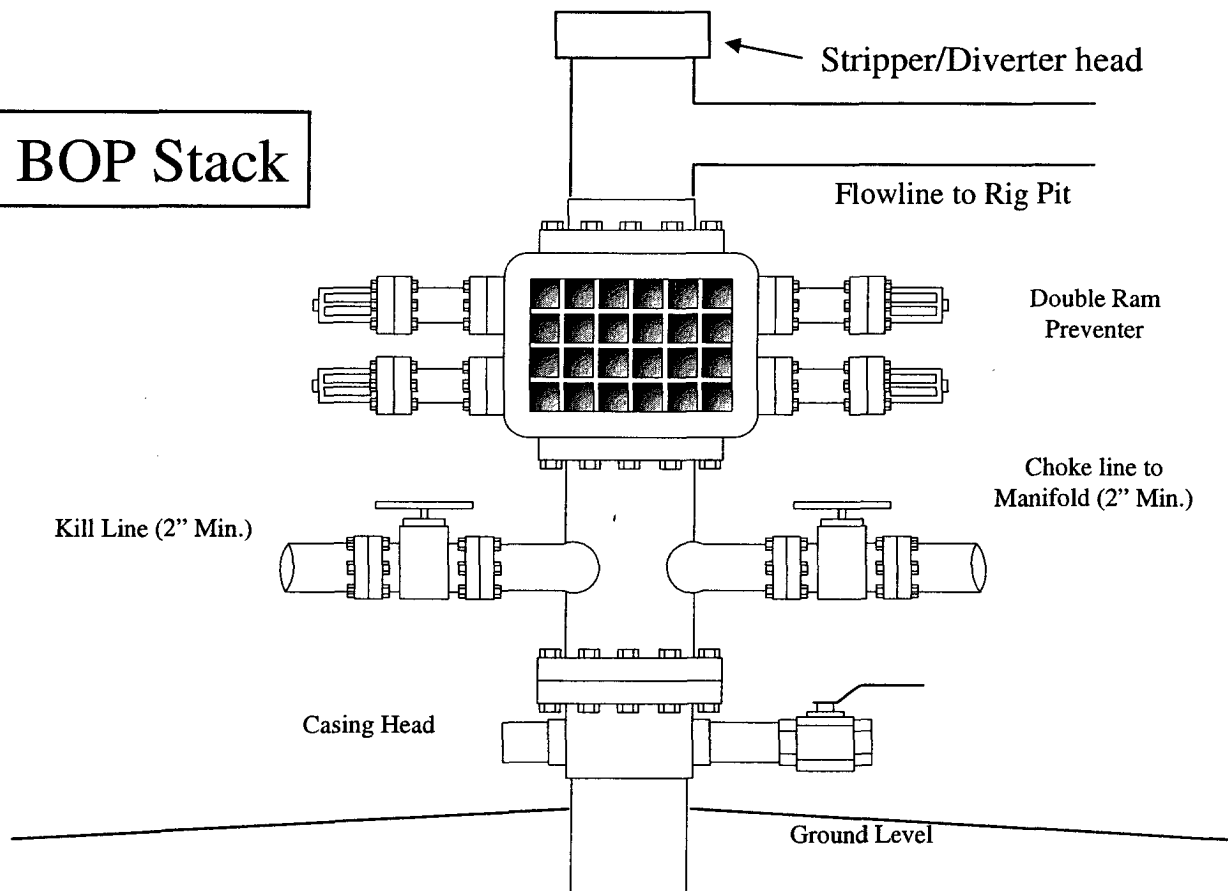 Stripper/Diverter head
BOP Stack
Flowline to Rig Pit
Double Ram
Preventer
Choke line to
Manifold (2” Min.)
Kill Line (2” Min.)
Casing Head
Ground Level